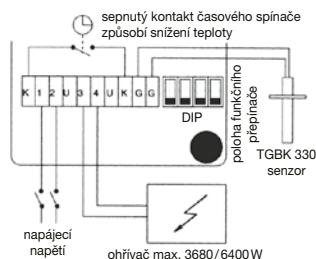 sepnutý kontakt časového spínače
způsobí snížení teploty
K 1 2 U 3 4 U K G G
DIP
poloha funkčního
přepínače
TGBK 330
senzor
napájecí
napětí
ohřívač max. 3680/6400 W